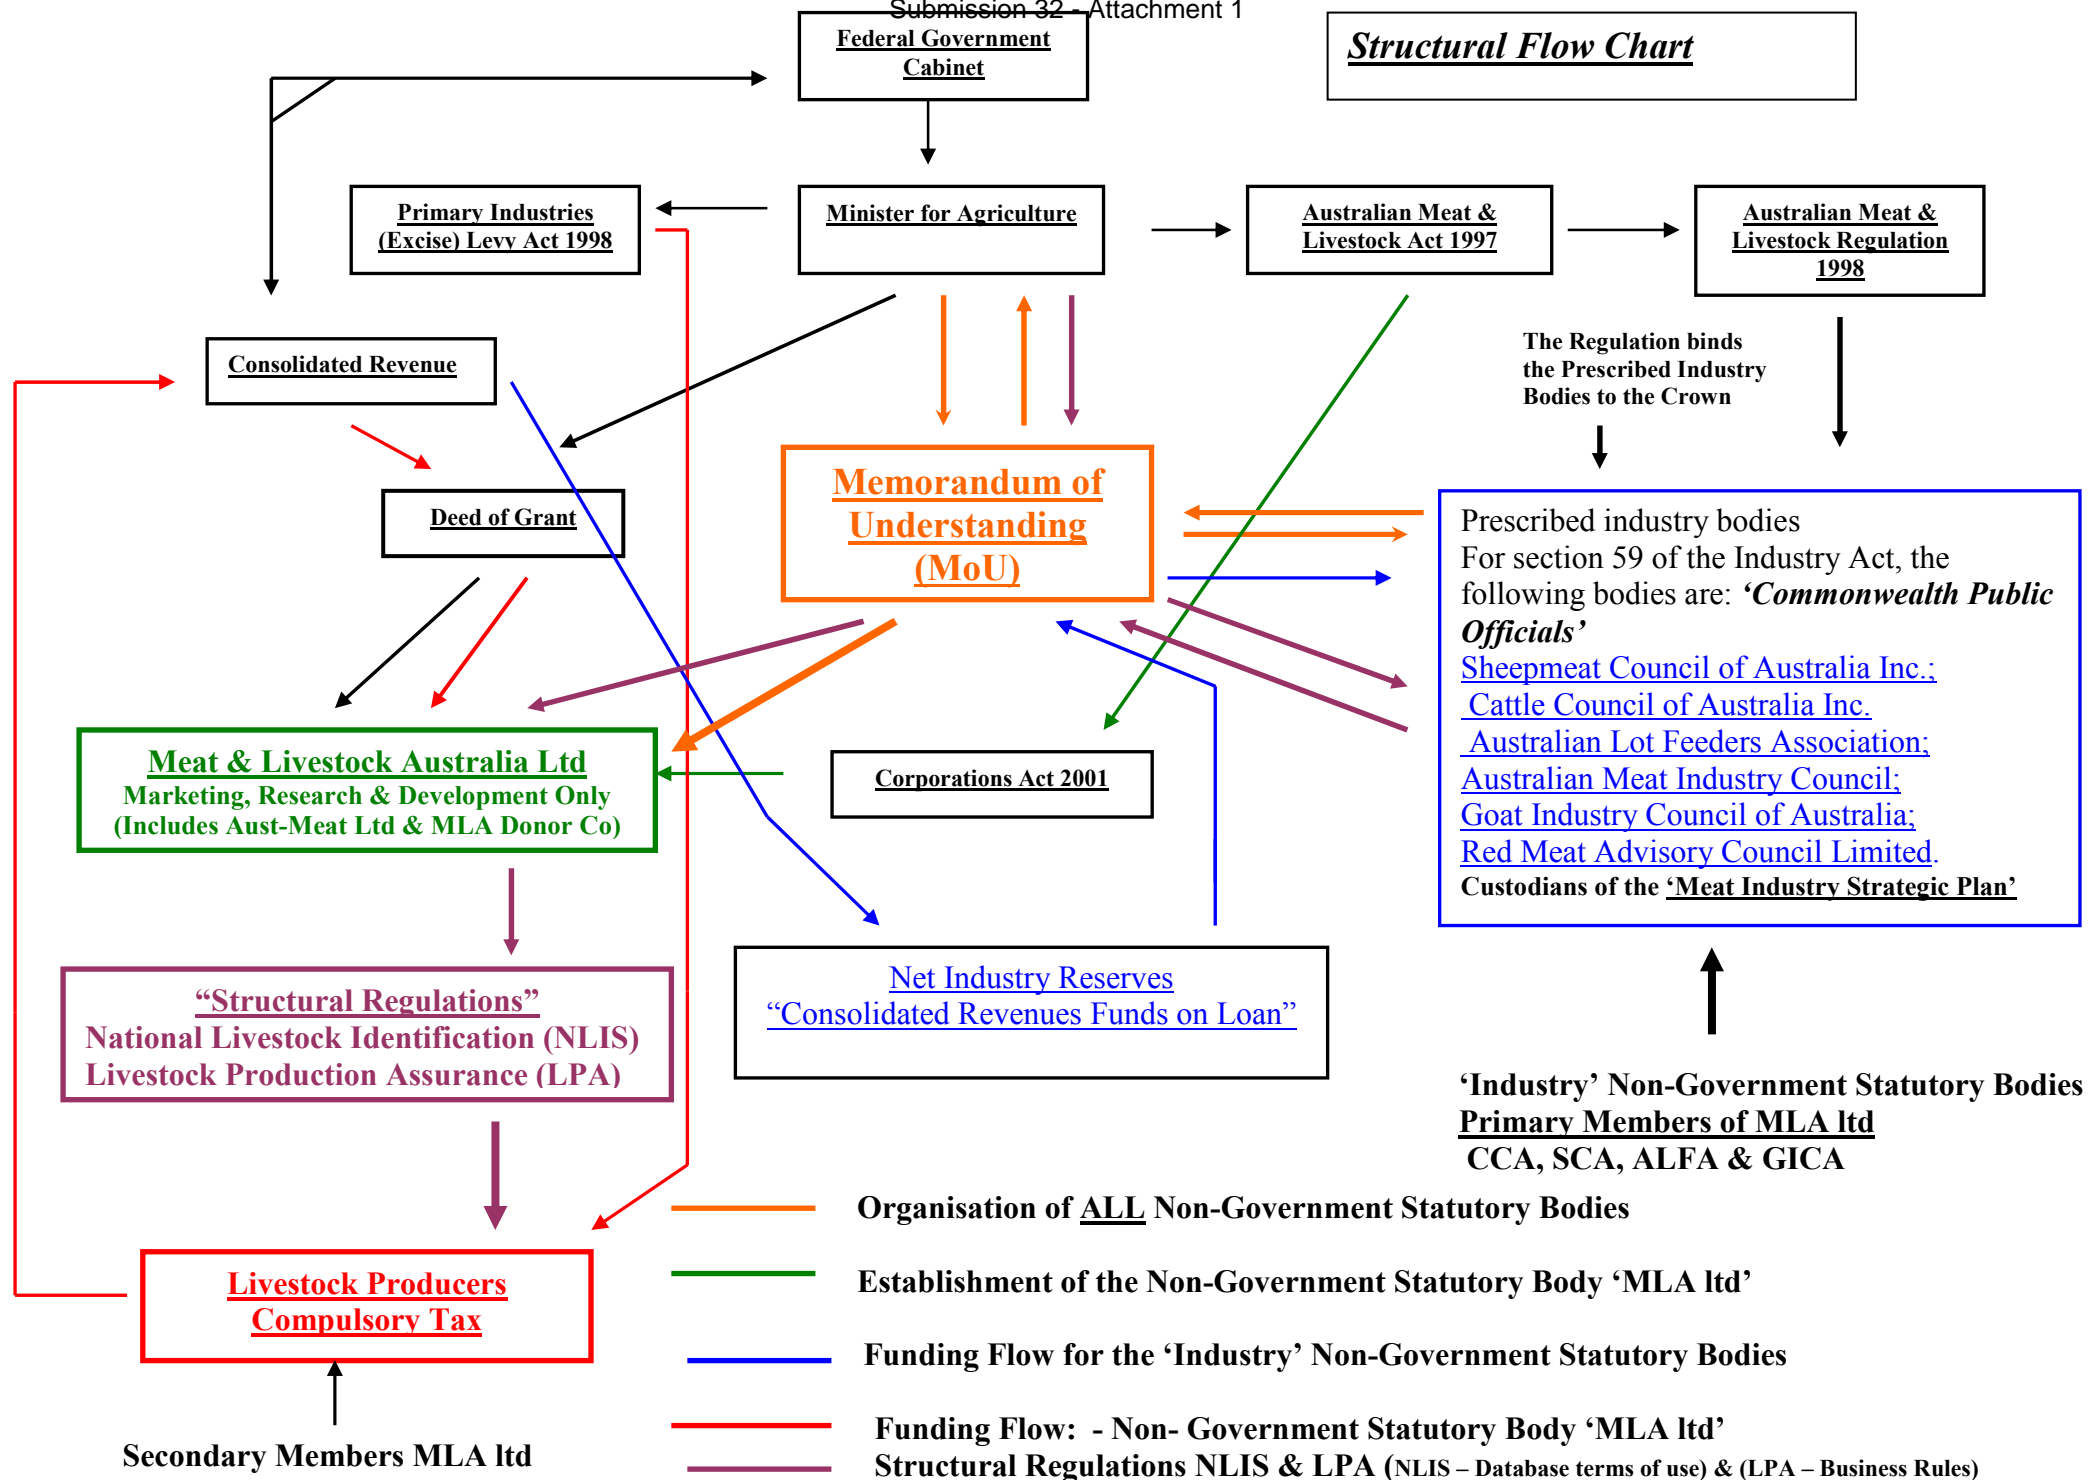 Submission 32 - Attachment 1
Federal Government
Cabinet
Structural Flow Chart
Primary Industries
(Excise) Levy Act 1998
Minister for Agriculture
Australian Meat &
Livestock Act 1997
Australian Meat &
Livestock Regulation
1998
Consolidated Revenue
The Regulation binds
the Prescribed Industry
Bodies to the Crown
Deed of Grant
Memorandum of
Understanding
(MoU)
Prescribed industry bodies
For section 59 of the Industry Act, the
following bodies are: ‘Commonwealth Public
Officials’
Sheepmeat Council of Australia Inc.;
Cattle Council of Australia Inc.
Australian Lot Feeders Association;
Australian Meat Industry Council;
Goat Industry Council of Australia;
Red Meat Advisory Council Limited.
Custodians of the ‘Meat Industry Strategic Plan’
Meat & Livestock Australia Ltd
Marketing, Research & Development Only
(Includes Aust-Meat Ltd & MLA Donor Co)
Corporations Act 2001
“Structural Regulations”
National Livestock Identification (NLIS)
Livestock Production Assurance (LPA)
Net Industry Reserves
“Consolidated Revenues Funds on Loan”
‘Industry’ Non-Government Statutory Bodies
Primary Members of MLA ltd
CCA, SCA, ALFA & GICA
Livestock Producers
Compulsory Tax
Secondary Members MLA ltd
Organisation of ALL Non-Government Statutory Bodies
Establishment of the Non-Government Statutory Body ‘MLA ltd’
Funding Flow for the ‘Industry’ Non-Government Statutory Bodies
Funding Flow: - Non- Government Statutory Body ‘MLA ltd’
Structural Regulations NLIS & LPA (NLIS – Database terms of use) & (LPA – Business Rules)